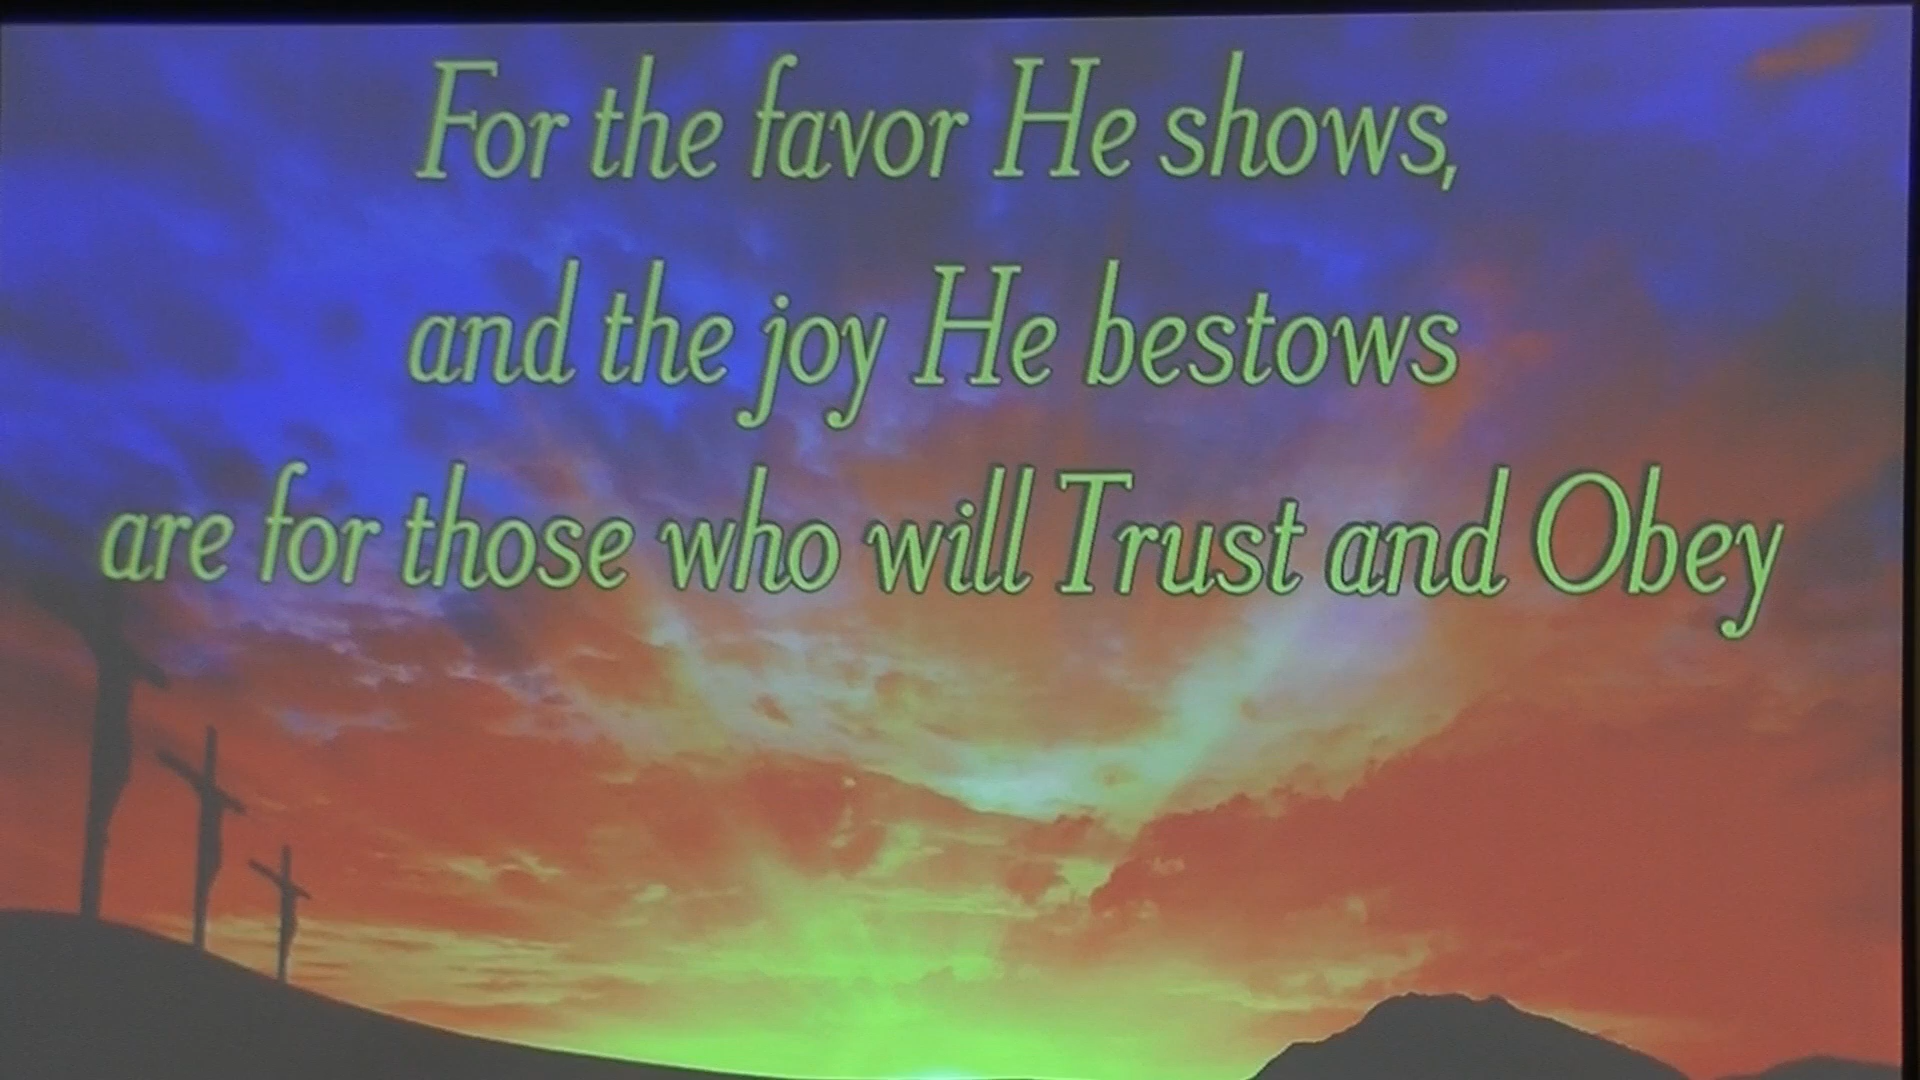 For the favor He shows,
and the joy He bestows
are for those who will Trust and Obey